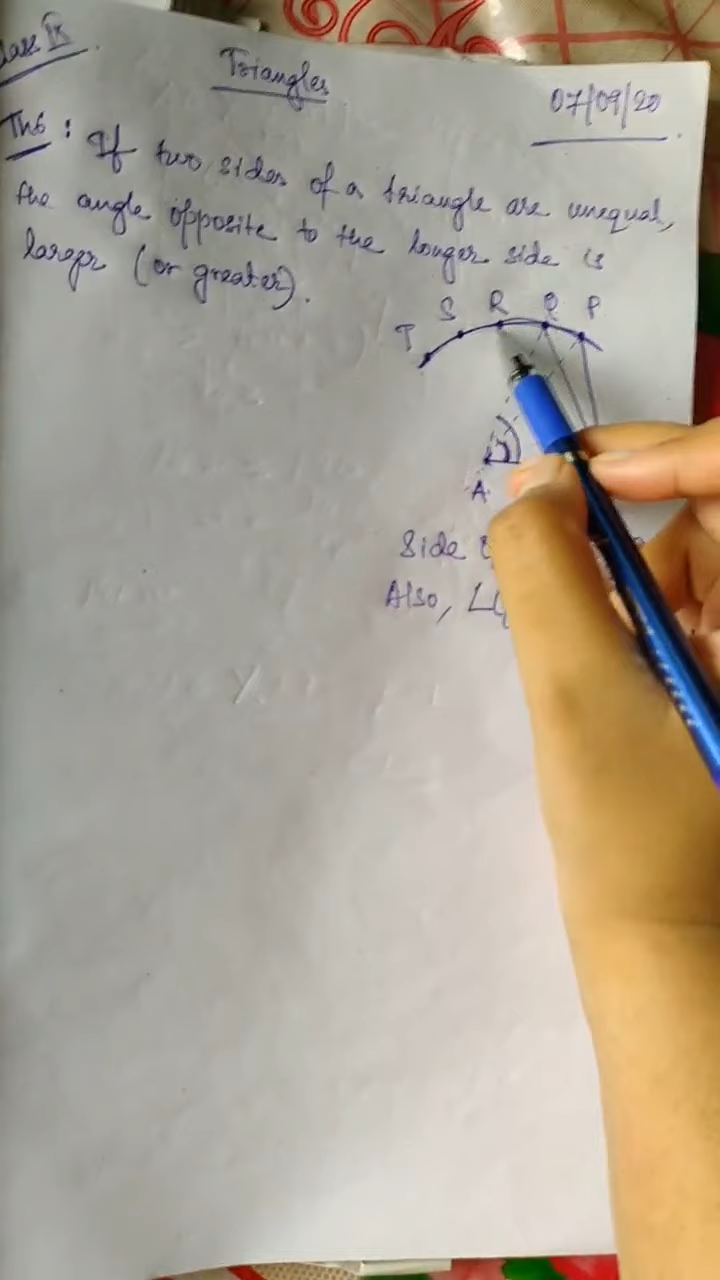 Class IX.
Triangles
07/09/20
Th6: If two sides of a triangle are unequal,
the angle opposite to the longer side is
larger (or greater).
T S R Q P
A
Side
Also,